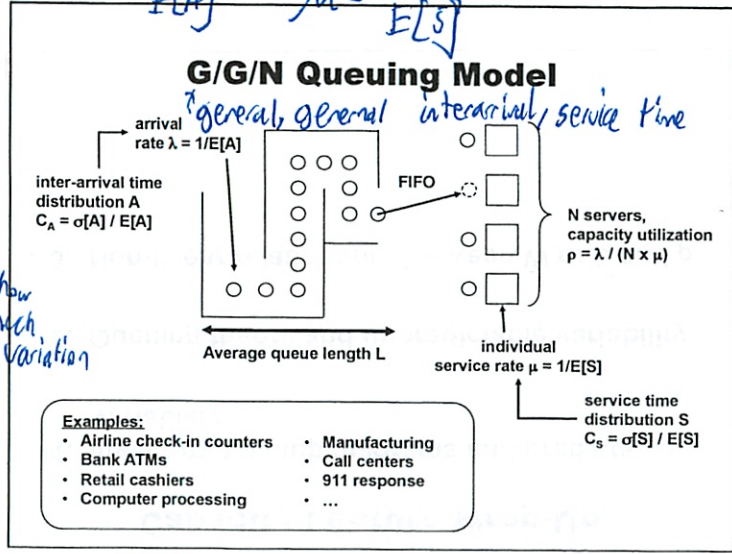 E[A]
E[S]
G/G/N Queuing Model
general, general interarrival, service time
arrival
rate λ = 1/E[A]
inter-arrival time
distribution A
C_A = σ[A] / E[A]
how
much
variation
FIFO
N servers,
capacity utilization
ρ = λ / (N x μ)
Average queue length L
individual
service rate μ = 1/E[S]
service time
distribution S
C_S = σ[S] / E[S]
Examples:
• Airline check-in counters
• Bank ATMs
• Retail cashiers
• Computer processing
• Manufacturing
• Call centers
• 911 response
• ...